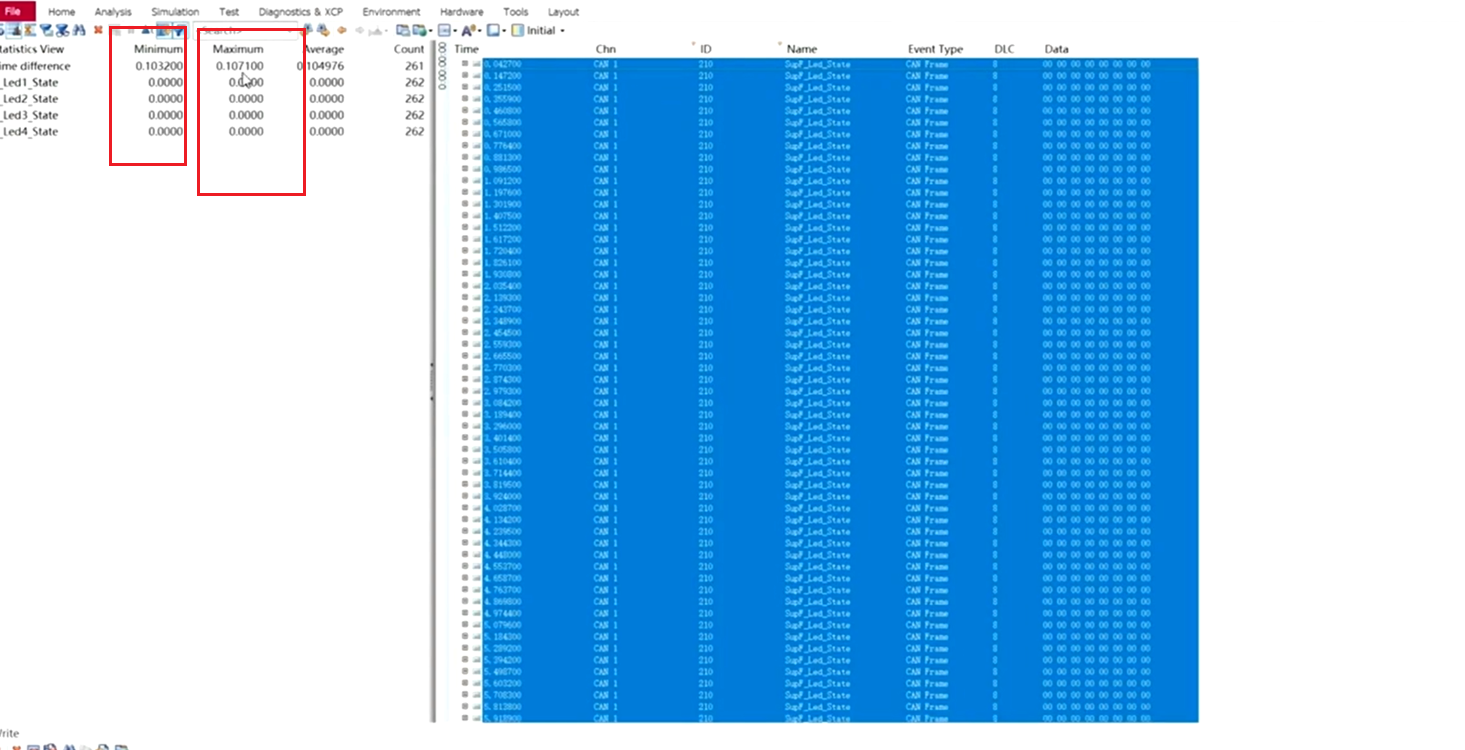 File Home Analysis Simulation Test Diagnostics & XCP Environment Hardware Tools Layout
Initial
tatistics View Minimum Maximum Average Count
ime difference 0.103200 0.107100 0.104976 261
_Led1_State 0.0000 262
_Led2_State 0.0000 0.0000 0.0000 262
_Led3_State 0.0000 0.0000 0.0000 262
_Led4_State 0.0000 0.0000 0.0000 262
Time Chn ID Name Event Type DLC Data
0.042700 CAN 1 210 SupF_Led_State CAN Frame 8 00 00 00 00 00 00 00 00
0.147200 CAN 1 210 SupF_Led_State CAN Frame 8 00 00 00 00 00 00 00 00
0.251500 CAN 1 210 SupF_Led_State CAN Frame 8 00 00 00 00 00 00 00 00
0.355900 CAN 1 210 SupF_Led_State CAN Frame 8 00 00 00 00 00 00 00 00
0.460800 CAN 1 210 SupF_Led_State CAN Frame 8 00 00 00 00 00 00 00 00
0.565800 CAN 1 210 SupF_Led_State CAN Frame 8 00 00 00 00 00 00 00 00
0.671000 CAN 1 210 SupF_Led_State CAN Frame 8 00 00 00 00 00 00 00 00
0.776400 CAN 1 210 SupF_Led_State CAN Frame 8 00 00 00 00 00 00 00 00
0.881300 CAN 1 210 SupF_Led_State CAN Frame 8 00 00 00 00 00 00 00 00
0.986500 CAN 1 210 SupF_Led_State CAN Frame 8 00 00 00 00 00 00 00 00
1.091200 CAN 1 210 SupF_Led_State CAN Frame 8 00 00 00 00 00 00 00 00
1.197600 CAN 1 210 SupF_Led_State CAN Frame 8 00 00 00 00 00 00 00 00
1.301900 CAN 1 210 SupF_Led_State CAN Frame 8 00 00 00 00 00 00 00 00
1.407500 CAN 1 210 SupF_Led_State CAN Frame 8 00 00 00 00 00 00 00 00
1.512200 CAN 1 210 SupF_Led_State CAN Frame 8 00 00 00 00 00 00 00 00
1.617200 CAN 1 210 SupF_Led_State CAN Frame 8 00 00 00 00 00 00 00 00
1.720400 CAN 1 210 SupF_Led_State CAN Frame 8 00 00 00 00 00 00 00 00
1.826100 CAN 1 210 SupF_Led_State CAN Frame 8 00 00 00 00 00 00 00 00
1.930800 CAN 1 210 SupF_Led_State CAN Frame 8 00 00 00 00 00 00 00 00
2.035400 CAN 1 210 SupF_Led_State CAN Frame 8 00 00 00 00 00 00 00 00
2.139300 CAN 1 210 SupF_Led_State CAN Frame 8 00 00 00 00 00 00 00 00
2.243700 CAN 1 210 SupF_Led_State CAN Frame 8 00 00 00 00 00 00 00 00
2.348900 CAN 1 210 SupF_Led_State CAN Frame 8 00 00 00 00 00 00 00 00
2.454500 CAN 1 210 SupF_Led_State CAN Frame 8 00 00 00 00 00 00 00 00
2.559300 CAN 1 210 SupF_Led_State CAN Frame 8 00 00 00 00 00 00 00 00
2.665500 CAN 1 210 SupF_Led_State CAN Frame 8 00 00 00 00 00 00 00 00
2.770300 CAN 1 210 SupF_Led_State CAN Frame 8 00 00 00 00 00 00 00 00
2.874300 CAN 1 210 SupF_Led_State CAN Frame 8 00 00 00 00 00 00 00 00
2.979300 CAN 1 210 SupF_Led_State CAN Frame 8 00 00 00 00 00 00 00 00
3.084200 CAN 1 210 SupF_Led_State CAN Frame 8 00 00 00 00 00 00 00 00
3.189400 CAN 1 210 SupF_Led_State CAN Frame 8 00 00 00 00 00 00 00 00
3.296000 CAN 1 210 SupF_Led_State CAN Frame 8 00 00 00 00 00 00 00 00
3.401400 CAN 1 210 SupF_Led_State CAN Frame 8 00 00 00 00 00 00 00 00
3.505800 CAN 1 210 SupF_Led_State CAN Frame 8 00 00 00 00 00 00 00 00
3.610400 CAN 1 210 SupF_Led_State CAN Frame 8 00 00 00 00 00 00 00 00
3.714400 CAN 1 210 SupF_Led_State CAN Frame 8 00 00 00 00 00 00 00 00
3.819500 CAN 1 210 SupF_Led_State CAN Frame 8 00 00 00 00 00 00 00 00
3.924000 CAN 1 210 SupF_Led_State CAN Frame 8 00 00 00 00 00 00 00 00
4.028700 CAN 1 210 SupF_Led_State CAN Frame 8 00 00 00 00 00 00 00 00
4.134200 CAN 1 210 SupF_Led_State CAN Frame 8 00 00 00 00 00 00 00 00
4.239500 CAN 1 210 SupF_Led_State CAN Frame 8 00 00 00 00 00 00 00 00
4.344300 CAN 1 210 SupF_Led_State CAN Frame 8 00 00 00 00 00 00 00 00
4.448000 CAN 1 210 SupF_Led_State CAN Frame 8 00 00 00 00 00 00 00 00
4.553700 CAN 1 210 SupF_Led_State CAN Frame 8 00 00 00 00 00 00 00 00
4.658700 CAN 1 210 SupF_Led_State CAN Frame 8 00 00 00 00 00 00 00 00
4.763700 CAN 1 210 SupF_Led_State CAN Frame 8 00 00 00 00 00 00 00 00
4.869800 CAN 1 210 SupF_Led_State CAN Frame 8 00 00 00 00 00 00 00 00
4.974400 CAN 1 210 SupF_Led_State CAN Frame 8 00 00 00 00 00 00 00 00
5.079600 CAN 1 210 SupF_Led_State CAN Frame 8 00 00 00 00 00 00 00 00
5.184300 CAN 1 210 SupF_Led_State CAN Frame 8 00 00 00 00 00 00 00 00
5.289200 CAN 1 210 SupF_Led_State CAN Frame 8 00 00 00 00 00 00 00 00
5.394200 CAN 1 210 SupF_Led_State CAN Frame 8 00 00 00 00 00 00 00 00
5.498700 CAN 1 210 SupF_Led_State CAN Frame 8 00 00 00 00 00 00 00 00
5.603200 CAN 1 210 SupF_Led_State CAN Frame 8 00 00 00 00 00 00 00 00
5.708300 CAN 1 210 SupF_Led_State CAN Frame 8 00 00 00 00 00 00 00 00
5.813800 CAN 1 210 SupF_Led_State CAN Frame 8 00 00 00 00 00 00 00 00
5.918900 CAN 1 210 SupF_Led_State CAN Frame 8 00 00 00 00 00 00 00 00
rite